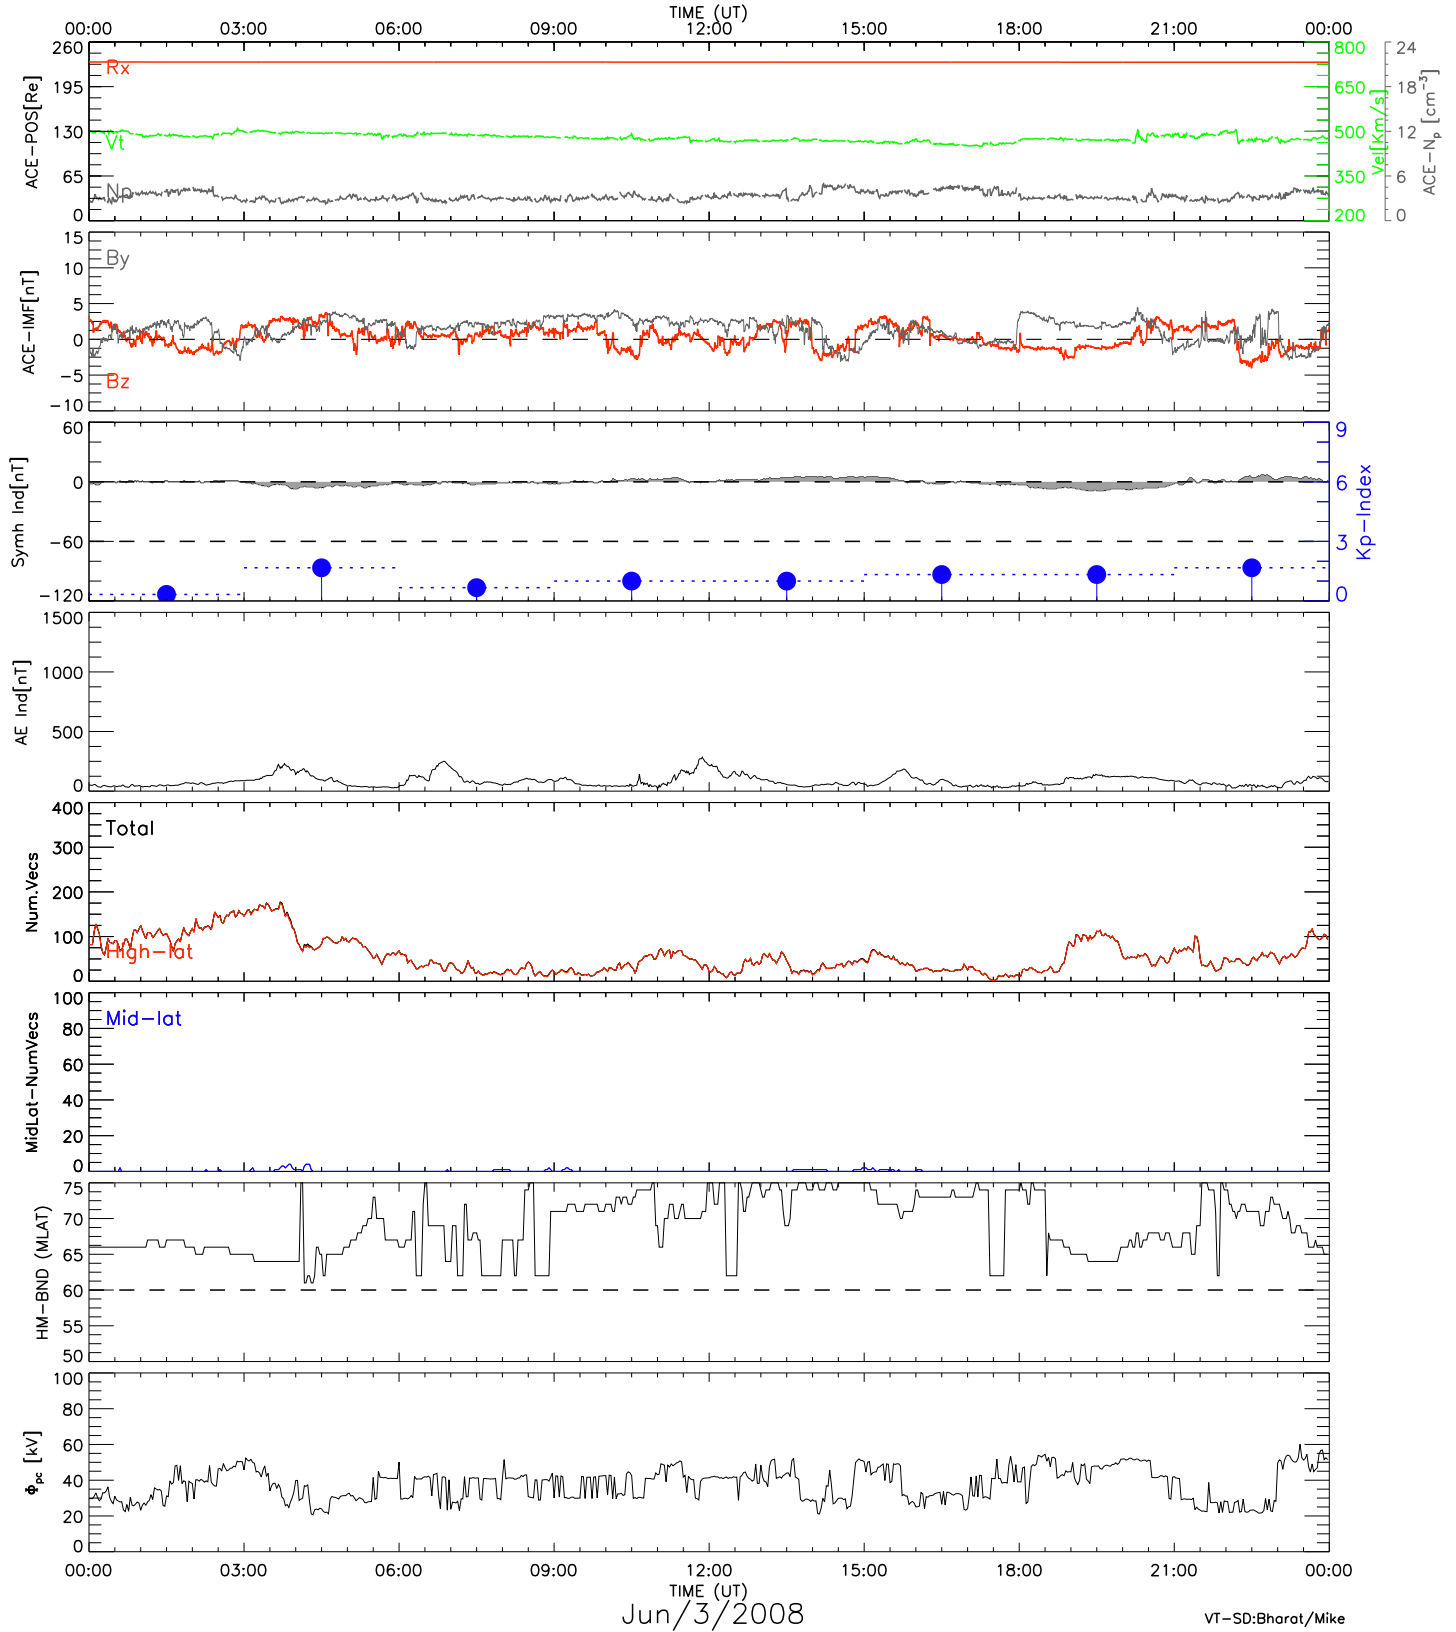 TIME (UT)
00:00 03:00 06:00 09:00 12:00 15:00 18:00 21:00 00:00
260 195 130 65 0
ACE-POS[Re]
Rx
Vt
Np
800 650 500 350 200
Vel[Km/s]
24 18 12 6 0
ACE-Np [cm⁻³]
15 10 5 0 -5 -10
ACE-IMF[nT]
By
Bz
60 0 -60 -120
Symh Ind[nT]
9 6 3 0
Kp-Index
1500 1000 500 0
AE Ind[nT]
400 300 200 100 0
Num.Vecs
Total
High-lat
100 80 60 40 20 0
MidLat-NumVecs
Mid-lat
75 70 65 60 55 50
HM-BND (MLAT)
100 80 60 40 20 0
Φpc [kV]
00:00 03:00 06:00 09:00 12:00 15:00 18:00 21:00 00:00
TIME (UT)
Jun/3/2008
VT-SD:Bharat/Mike